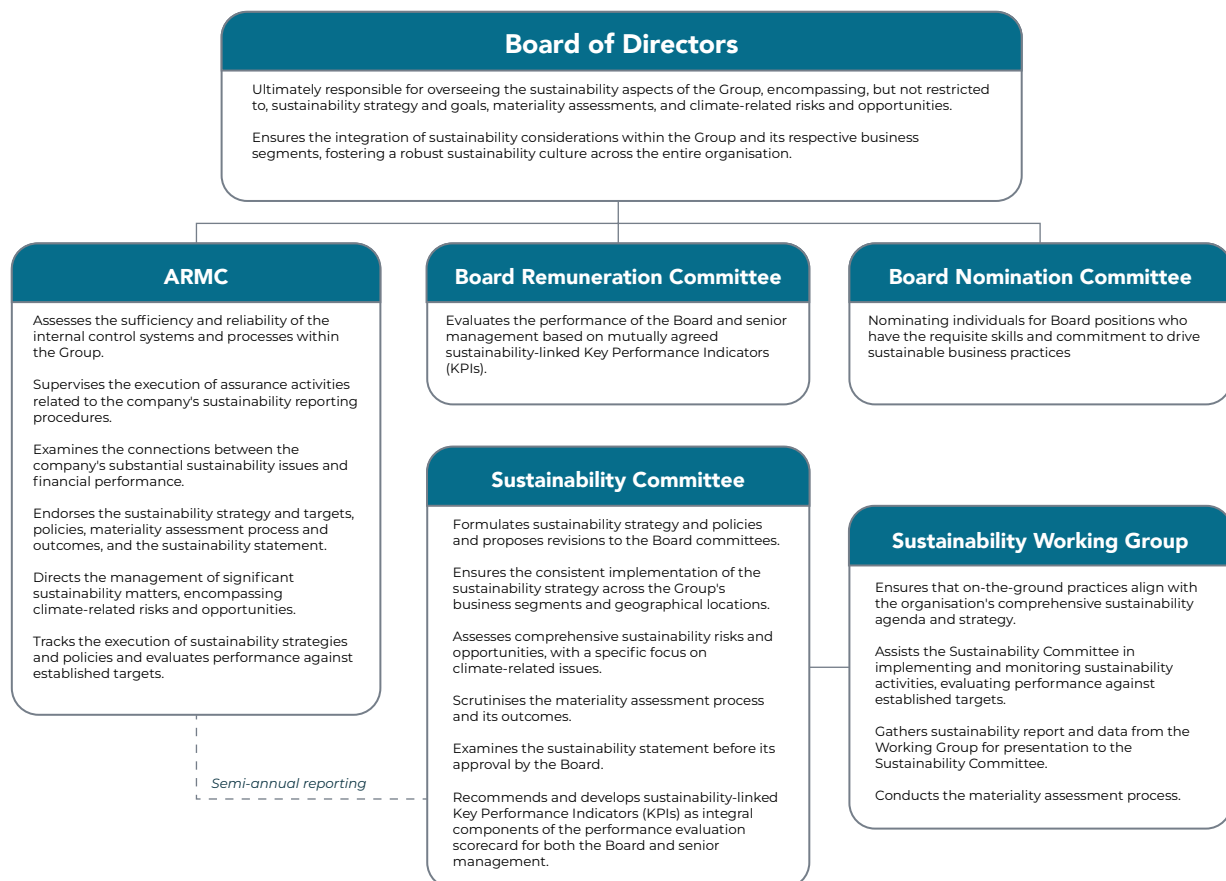 Board of Directors
Ultimately responsible for overseeing the sustainability aspects of the Group, encompassing, but not restricted
to, sustainability strategy and goals, materiality assessments, and climate-related risks and opportunities.
Ensures the integration of sustainability considerations within the Group and its respective business
segments, fostering a robust sustainability culture across the entire organisation.
ARMC
Assesses the sufficiency and reliability of the
internal control systems and processes within
the Group.
Supervises the execution of assurance activities
related to the company's sustainability reporting
procedures.
Examines the connections between the
company's substantial sustainability issues and
financial performance.
Endorses the sustainability strategy and targets,
policies, materiality assessment process and
outcomes, and the sustainability statement.
Directs the management of significant
sustainability matters, encompassing
climate-related risks and opportunities.
Tracks the execution of sustainability strategies
and policies and evaluates performance against
established targets.
Board Remuneration Committee
Evaluates the performance of the Board and senior
management based on mutually agreed
sustainability-linked Key Performance Indicators
(KPIs).
Board Nomination Committee
Nominating individuals for Board positions who
have the requisite skills and commitment to drive
sustainable business practices
Semi-annual reporting
Sustainability Committee
Formulates sustainability strategy and policies
and proposes revisions to the Board committees.
Ensures the consistent implementation of the
sustainability strategy across the Group's
business segments and geographical locations.
Assesses comprehensive sustainability risks and
opportunities, with a specific focus on
climate-related issues.
Scrutinises the materiality assessment process
and its outcomes.
Examines the sustainability statement before its
approval by the Board.
Recommends and develops sustainability-linked
Key Performance Indicators (KPIs) as integral
components of the performance evaluation
scorecard for both the Board and senior
management.
Sustainability Working Group
Ensures that on-the-ground practices align with
the organisation's comprehensive sustainability
agenda and strategy.
Assists the Sustainability Committee in
implementing and monitoring sustainability
activities, evaluating performance against
established targets.
Gathers sustainability report and data from the
Working Group for presentation to the
Sustainability Committee.
Conducts the materiality assessment process.